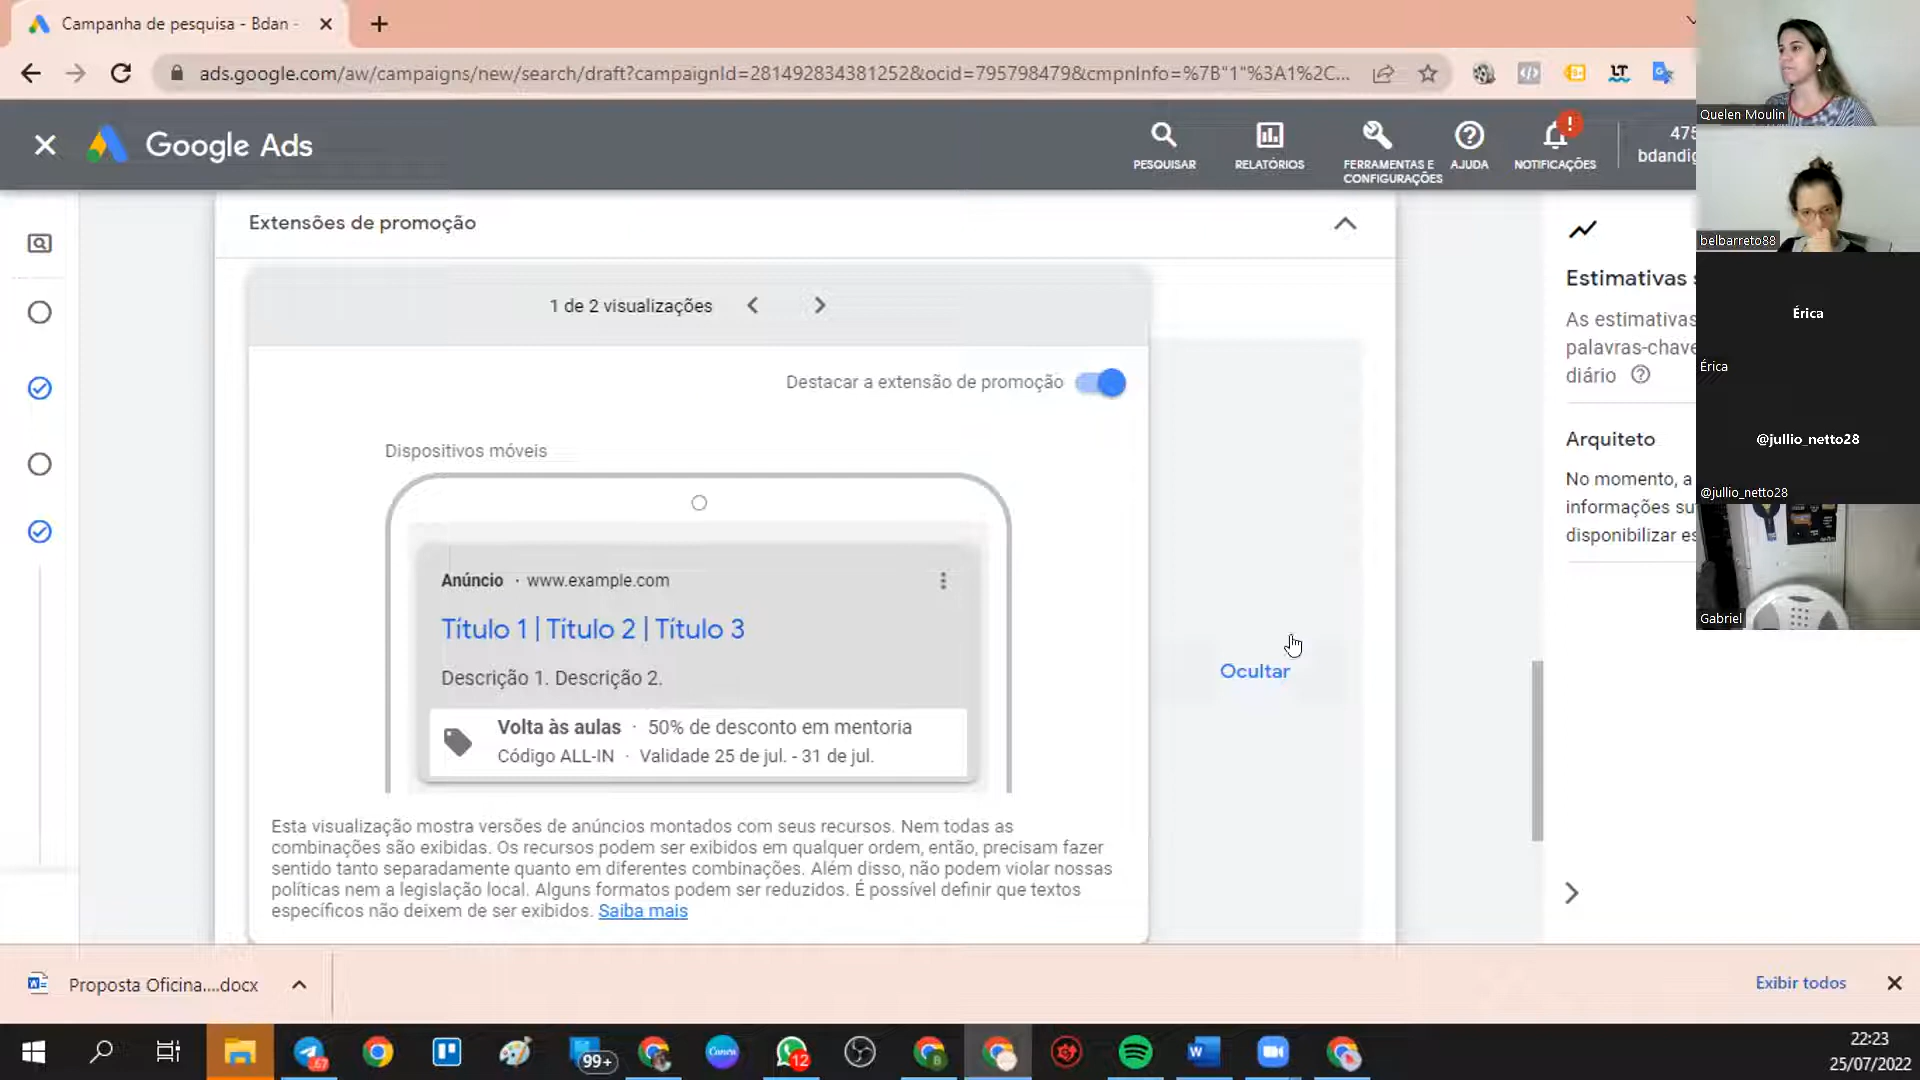 Campanha de pesquisa - Bdan -
ads.google.com/aw/campaigns/new/search/draft?campaignId=281492834381252&ocid=795798479&cmpnInfo=%7B"1"%3A1%2C...
Google Ads
PESQUISAR
RELATÓRIOS
FERRAMENTAS E
CONFIGURAÇÕES
AJUDA
NOTIFICAÇÕES
475
bdandig
Quelen Moulin
belbarreto88
Érica
Érica
@jullio_netto28
@jullio_netto28
Gabriel
Extensões de promoção
1 de 2 visualizações
Destacar a extensão de promoção
Dispositivos móveis
Anúncio · www.example.com
Título 1 | Título 2 | Título 3
Descrição 1. Descrição 2.
Volta às aulas · 50% de desconto em mentoria
Código ALL-IN · Validade 25 de jul. - 31 de jul.
Esta visualização mostra versões de anúncios montados com seus recursos. Nem todas as
combinações são exibidas. Os recursos podem ser exibidos em qualquer ordem, então, precisam fazer
sentido tanto separadamente quanto em diferentes combinações. Além disso, não podem violar nossas
políticas nem a legislação local. Alguns formatos podem ser reduzidos. É possível definir que textos
específicos não deixem de ser exibidos. Saiba mais
Ocultar
Estimativas s
As estimativas
palavras-chave
diário
Arquiteto
No momento, a
informações su
disponibilizar es
Proposta Oficina....docx
Exibir todos
99+
Canva
12
22:23
25/07/2022